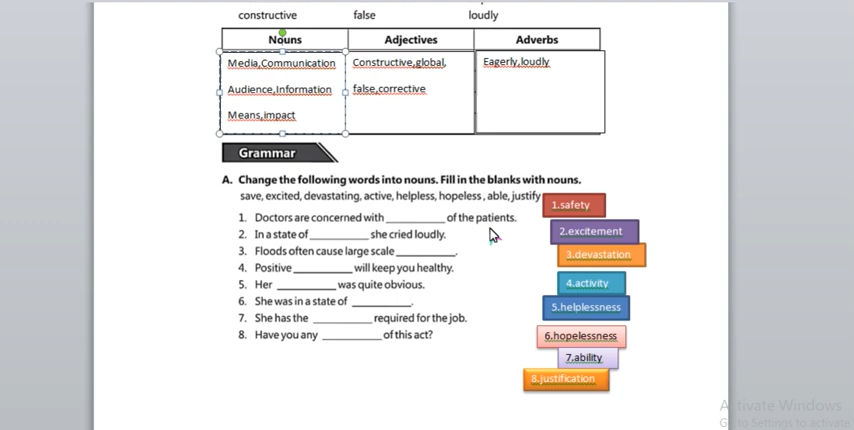 constructive false loudly
Nouns Adjectives Adverbs
Media,Communication Constructive,global, Eagerly,loudly
Audience,Information false,corrective
Means,impact
Grammar
A. Change the following words into nouns. Fill in the blanks with nouns.
save, excited, devastating, active, helpless, hopeless , able, justify
1. Doctors are concerned with __________ of the patients.
2. In a state of __________ she cried loudly.
3. Floods often cause large scale __________.
4. Positive __________ will keep you healthy.
5. Her __________ was quite obvious.
6. She was in a state of __________.
7. She has the __________ required for the job.
8. Have you any __________ of this act?
1.safety
2.excitement
3.devastation
4.activity
5.helplessness
6.hopelessness
7.ability
8.justification
Activate Windows
Go to Settings to activate